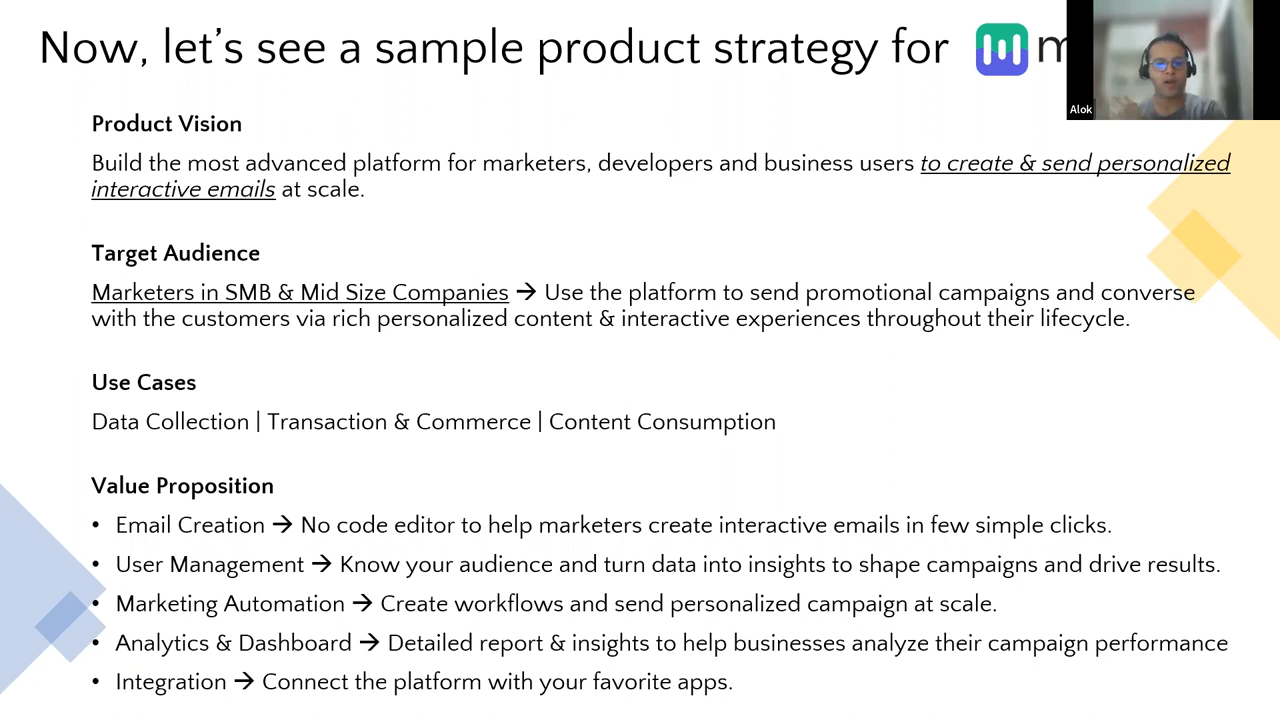 Now, let's see a sample product strategy for
Alok
Product Vision
Build the most advanced platform for marketers, developers and business users to create & send personalized
interactive emails at scale.
Target Audience
Marketers in SMB & Mid Size Companies → Use the platform to send promotional campaigns and converse
with the customers via rich personalized content & interactive experiences throughout their lifecycle.
Use Cases
Data Collection | Transaction & Commerce | Content Consumption
Value Proposition
• Email Creation → No code editor to help marketers create interactive emails in few simple clicks.
• User Management → Know your audience and turn data into insights to shape campaigns and drive results.
• Marketing Automation → Create workflows and send personalized campaign at scale.
• Analytics & Dashboard → Detailed report & insights to help businesses analyze their campaign performance
• Integration → Connect the platform with your favorite apps.